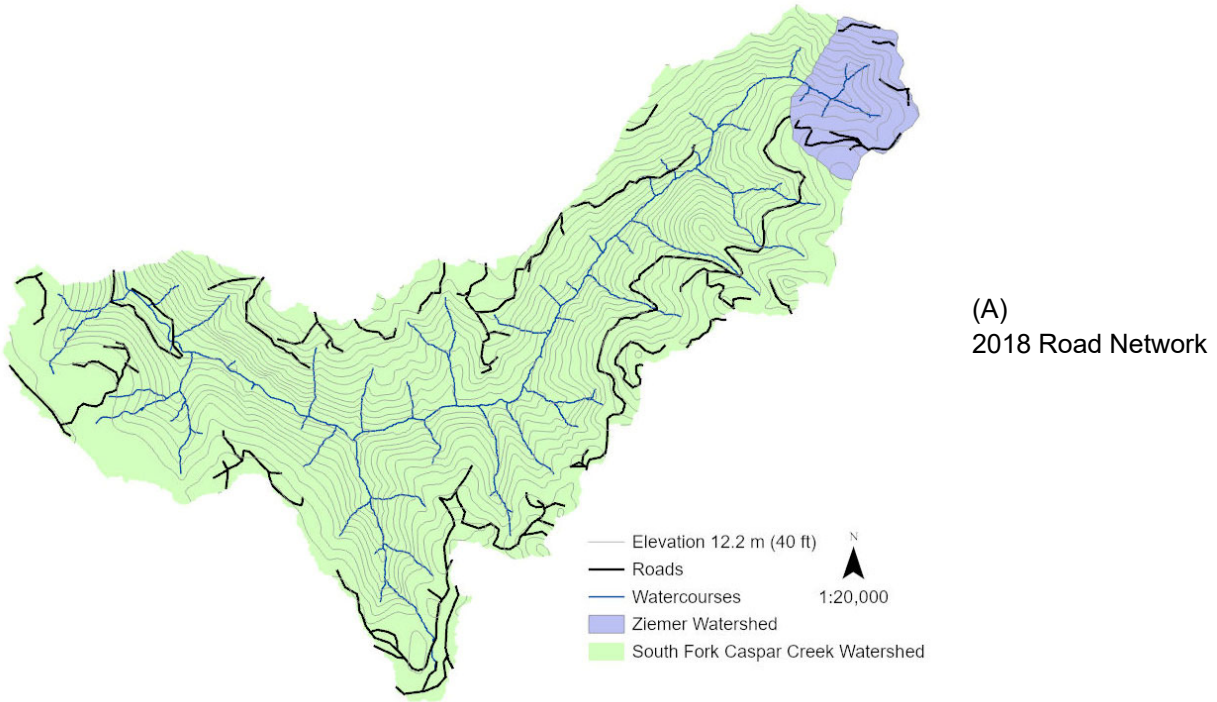 (A)
2018 Road Network
Elevation 12.2 m (40 ft)
Roads
Watercourses
Ziemer Watershed
South Fork Caspar Creek Watershed
N
1:20,000